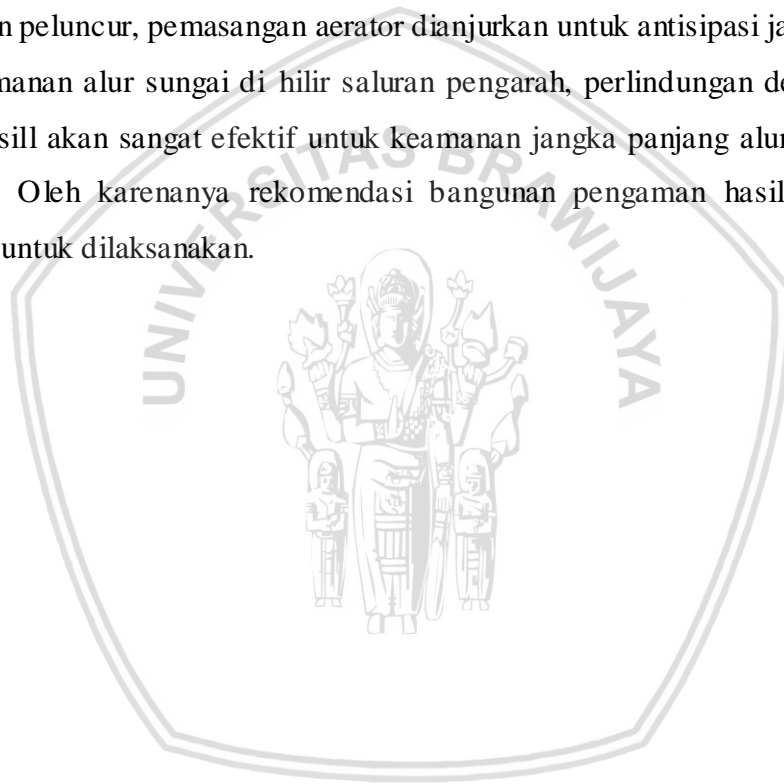 n peluncur, pemasangan aerator dianjurkan untuk antisipasi ja
manan alur sungai di hilir saluran pengarah, perlindungan de
sill akan sangat efektif untuk keamanan jangka panjang alur
Oleh karenanya rekomendasi bangunan pengaman hasil
untuk dilaksanakan.
UNIVERSITAS BRAWIJAYA